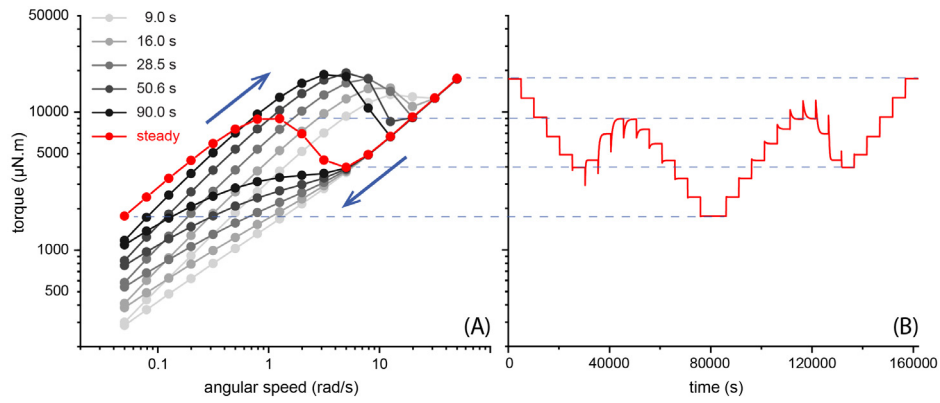 50000
10000
5000
1000
500
torque (µN.m)
9.0 s
16.0 s
28.5 s
50.6 s
90.0 s
steady
(A)
0.1
1
10
angular speed (rad/s)
(B)
0
40000
80000
120000
160000
time (s)